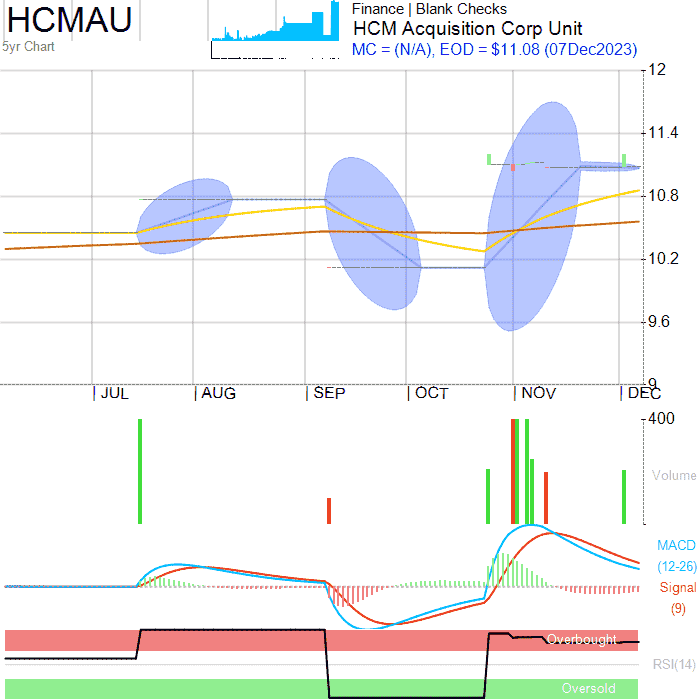 HCMAU
5yr Chart
Finance | Blank Checks
HCM Acquisition Corp Unit
MC = (N/A), EOD = $11.08 (07Dec2023)
12
11.4
10.8
10.2
9.6
9
JUL AUG SEP OCT NOV DEC
400
Volume
MACD
(12-26)
Signal
(9)
Overbought
RSI(14)
Oversold